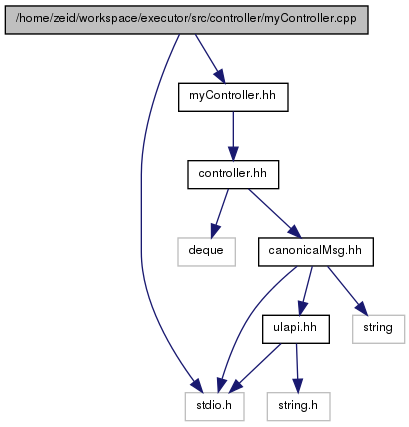 /home/zeid/workspace/executor/src/controller/myController.cpp
myController.hh
controller.hh
deque
canonicalMsg.hh
ulapi.hh
string
stdio.h
string.h